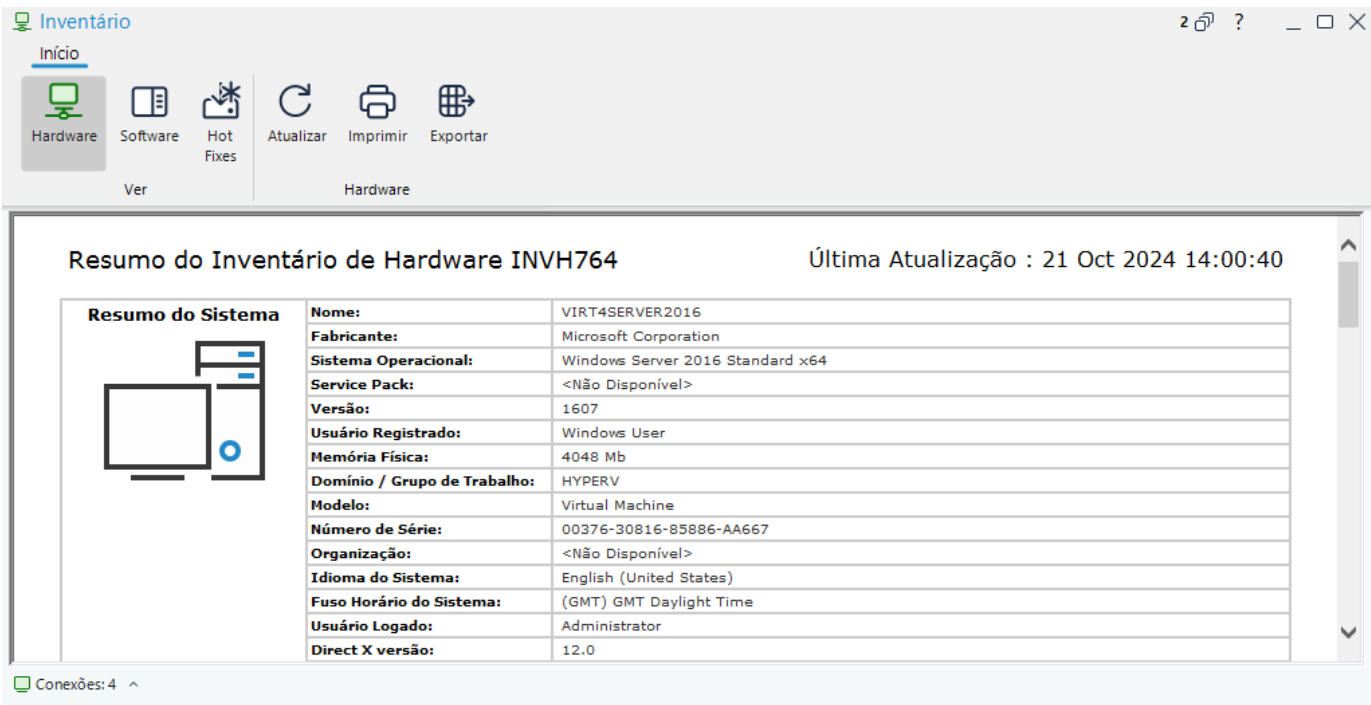 Inventário
2 ?
Início
Hardware Software Hot Fixes Atualizar Imprimir Exportar
Ver Hardware
Resumo do Inventário de Hardware INVH764 Última Atualização : 21 Oct 2024 14:00:40
Resumo do Sistema
Nome: VIRT4SERVER2016
Fabricante: Microsoft Corporation
Sistema Operacional: Windows Server 2016 Standard x64
Service Pack: <Não Disponível>
Versão: 1607
Usuário Registrado: Windows User
Memória Física: 4048 Mb
Domínio / Grupo de Trabalho: HYPERV
Modelo: Virtual Machine
Número de Série: 00376-30816-85886-AA667
Organização: <Não Disponível>
Idioma do Sistema: English (United States)
Fuso Horário do Sistema: (GMT) GMT Daylight Time
Usuário Logado: Administrator
Direct X versão: 12.0
Conexões: 4